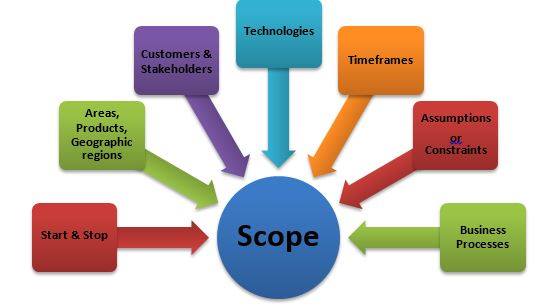 Technologies
Customers &
Stakeholders
Timeframes
Areas,
Products,
Geographic
regions
Assumptions
or
Constraints
Start & Stop
Scope
Business
Processes